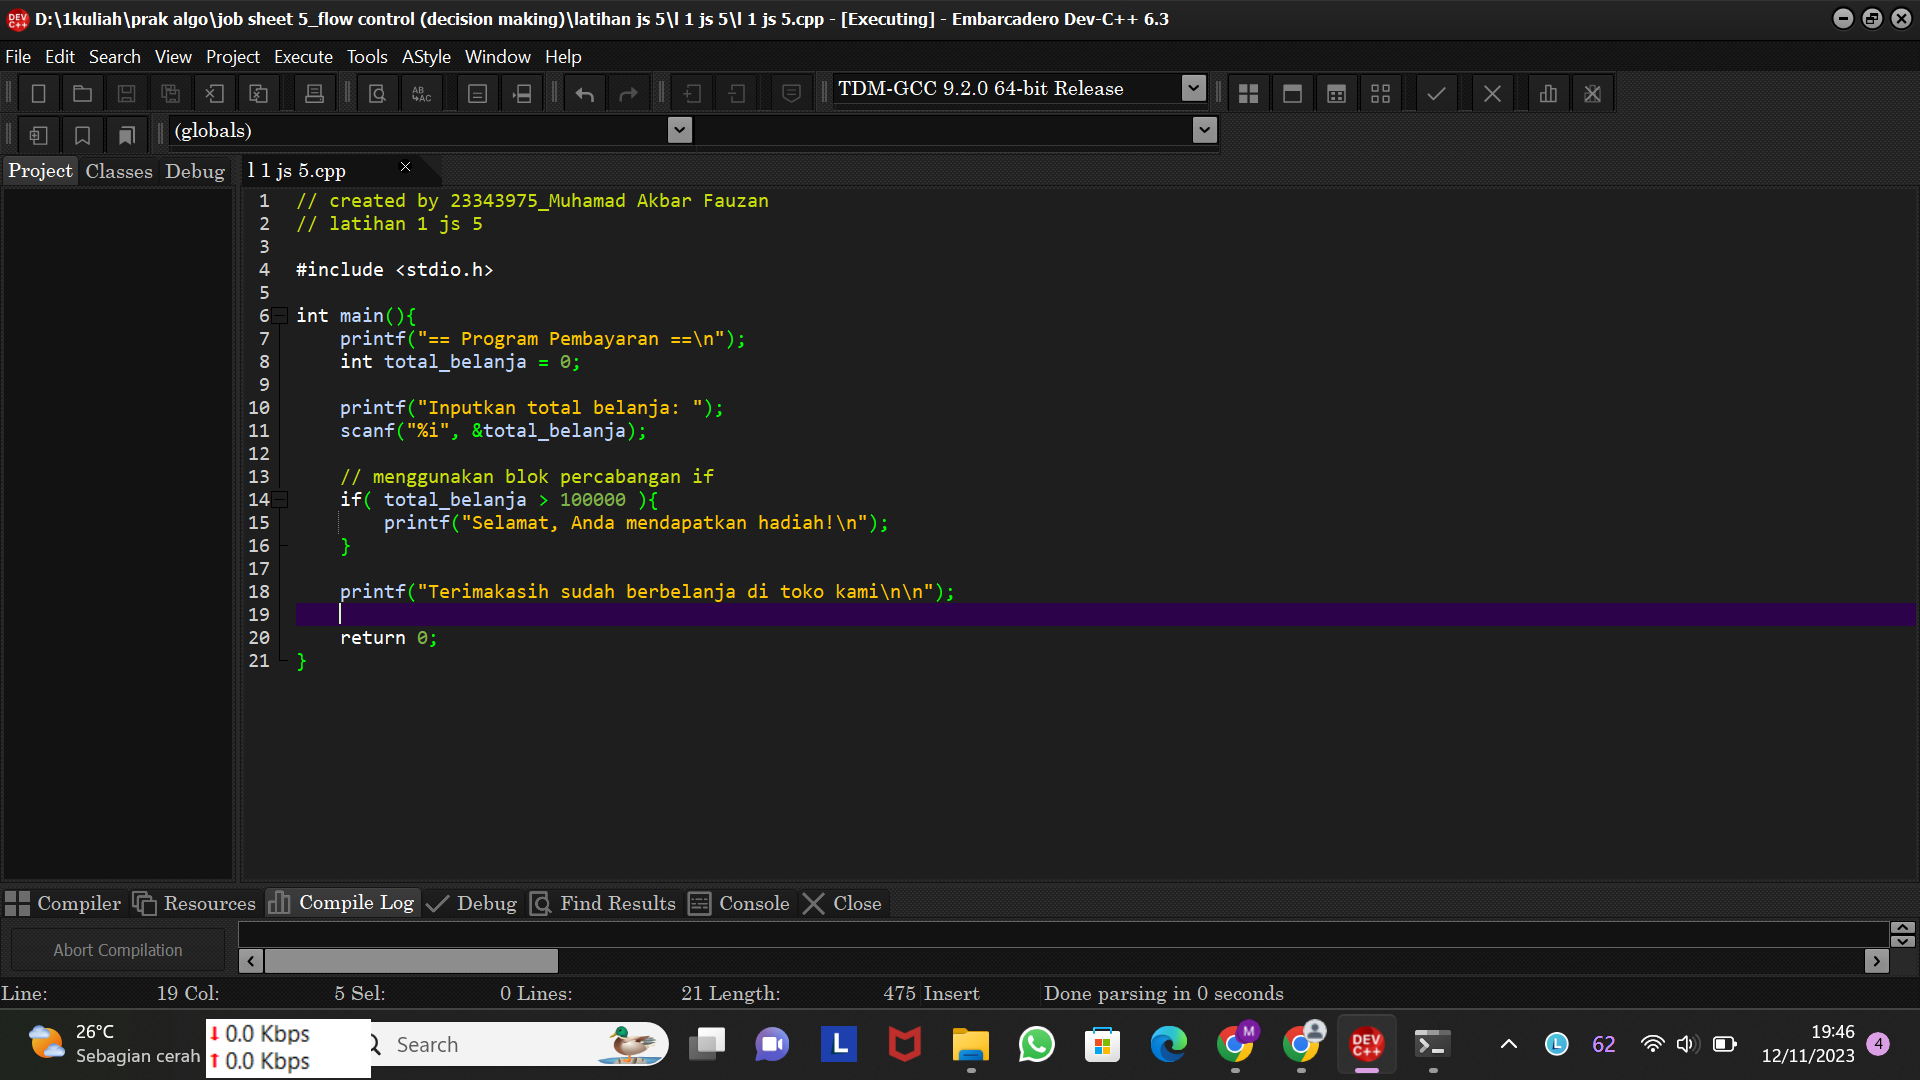 D:\1kuliah\prak algo\job sheet 5_flow control (decision making)\latihan js 5\l 1 js 5\l 1 js 5.cpp - [Executing] - Embarcadero Dev-C++ 6.3
File Edit Search View Project Execute Tools AStyle Window Help
TDM-GCC 9.2.0 64-bit Release
(globals)
Project Classes Debug l 1 js 5.cpp
1 // created by 23343975_Muhamad Akbar Fauzan
2 // latihan 1 js 5
3
4 #include <stdio.h>
5
6 int main(){
7 printf("== Program Pembayaran ==\n");
8 int total_belanja = 0;
9
10 printf("Inputkan total belanja: ");
11 scanf("%i", &total_belanja);
12
13 // menggunakan blok percabangan if
14 if( total_belanja > 100000 ){
15 printf("Selamat, Anda mendapatkan hadiah!\n");
16 }
17
18 printf("Terimakasih sudah berbelanja di toko kami\n\n");
19
20 return 0;
21 }
Compiler Resources Compile Log Debug Find Results Console Close
Abort Compilation
Line: 19 Col: 5 Sel: 0 Lines: 21 Length: 475 Insert Done parsing in 0 seconds
26°C
Sebagian cerah
0.0 Kbps
0.0 Kbps
Search
L
M
DEV
C++
L
62
19:46
12/11/2023
4